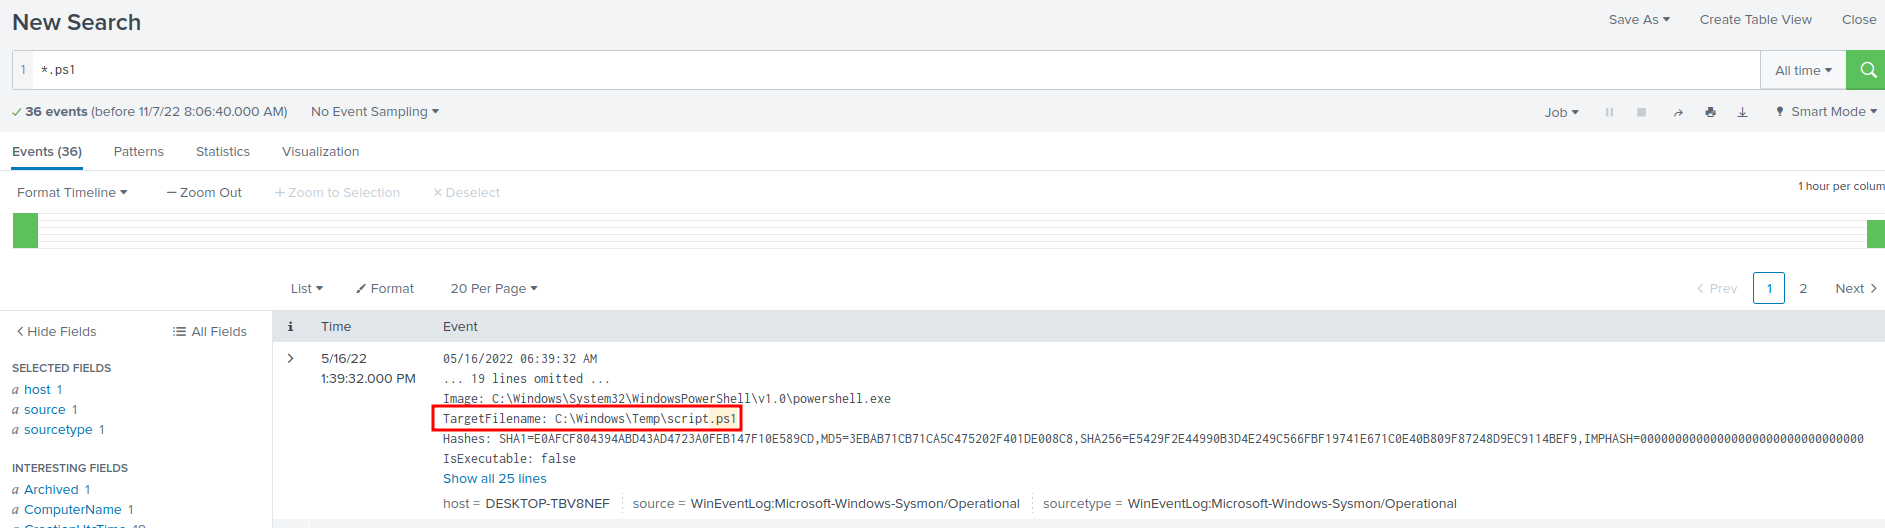 New Search
Save As Create Table View Close
1 *.ps1 All time
36 events (before 11/7/22 8:06:40.000 AM) No Event Sampling Job Smart Mode
Events (36) Patterns Statistics Visualization
Format Timeline — Zoom Out + Zoom to Selection × Deselect 1 hour per colum
List Format 20 Per Page < Prev 1 2 Next >
< Hide Fields All Fields i Time Event
SELECTED FIELDS
a host 1
a source 1
a sourcetype 1
INTERESTING FIELDS
a Archived 1
a ComputerName 1
> 5/16/22 1:39:32.000 PM
05/16/2022 06:39:32 AM
... 19 lines omitted ...
Image: C:\Windows\System32\WindowsPowerShell\v1.0\powershell.exe
TargetFilename: C:\Windows\Temp\script.ps1
Hashes: SHA1=E0AFCF804394ABD43AD4723A0FEB147F10E589CD,MD5=3EBAB71CB71CA5C475202F401DE008C8,SHA256=E5429F2E44990B3D4E249C566FBF19741E671C0E40B809F87248D9EC9114BEF9,IMPHASH=00000000000000000000000000000000
IsExecutable: false
Show all 25 lines
host = DESKTOP-TBV8NEF source = WinEventLog:Microsoft-Windows-Sysmon/Operational sourcetype = WinEventLog:Microsoft-Windows-Sysmon/Operational